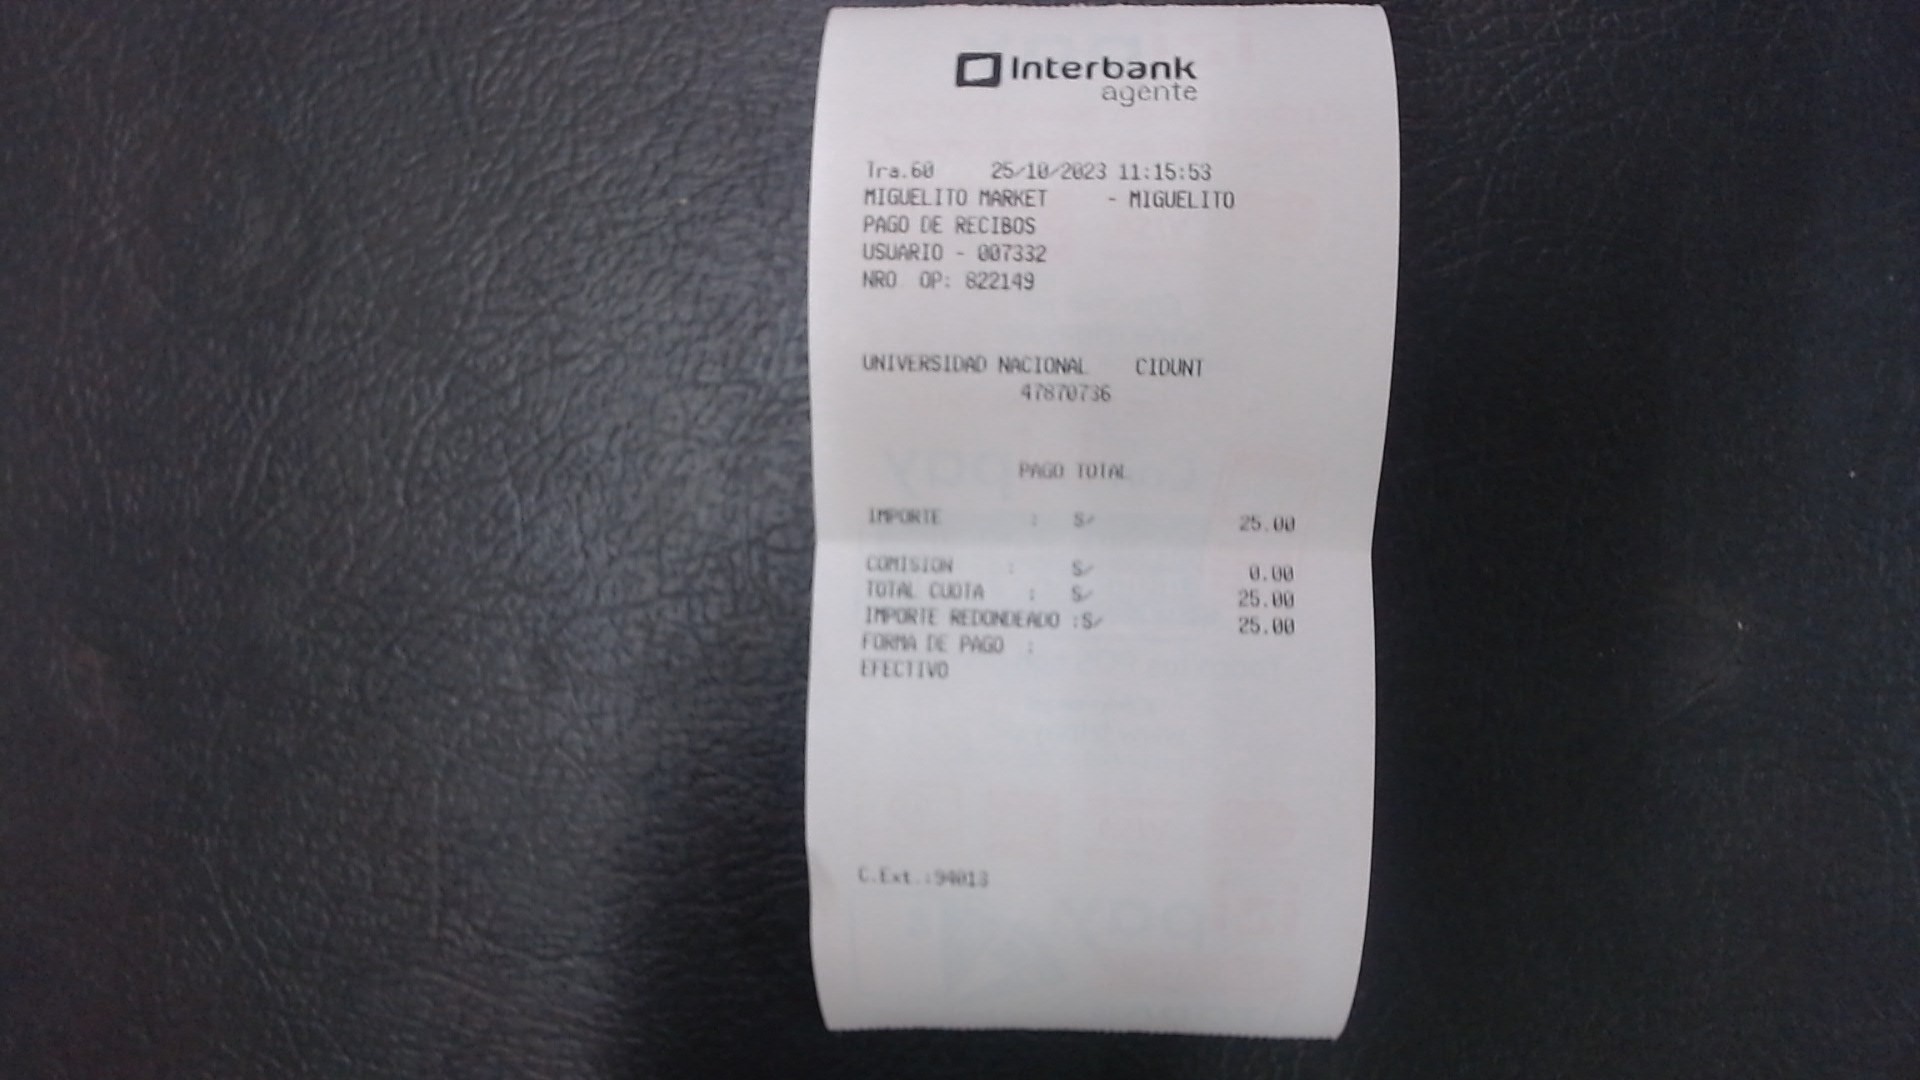 Interbank
agente
Tra.60 25/10/2023 11:15:53
MIGUELITO MARKET - MIGUELITO
PAGO DE RECIBOS
USUARIO - 007332
NRO OP: 822149
UNIVERSIDAD NACIONAL CIDUNT
47870736
PAGO TOTAL
IMPORTE : S/ 25.00
COMISION : S/ 0.00
TOTAL CUOTA : S/ 25.00
IMPORTE REDONDEADO :S/ 25.00
FORMA DE PAGO :
EFECTIVO
C.Ext.:94013